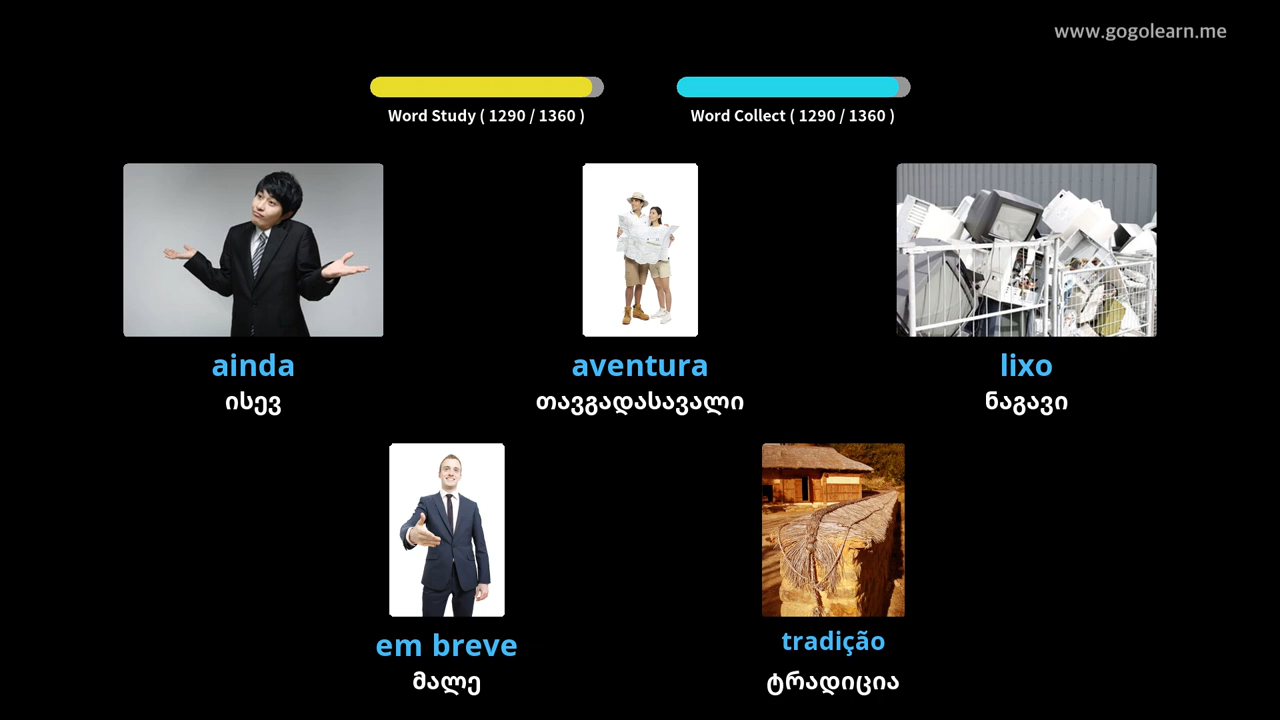 www.gogolearn.me
Word Study ( 1290 / 1360 )
Word Collect ( 1290 / 1360 )
ainda
ისევ
aventura
თავგადასავალი
lixo
ნაგავი
em breve
მალე
tradição
ტრადიცია